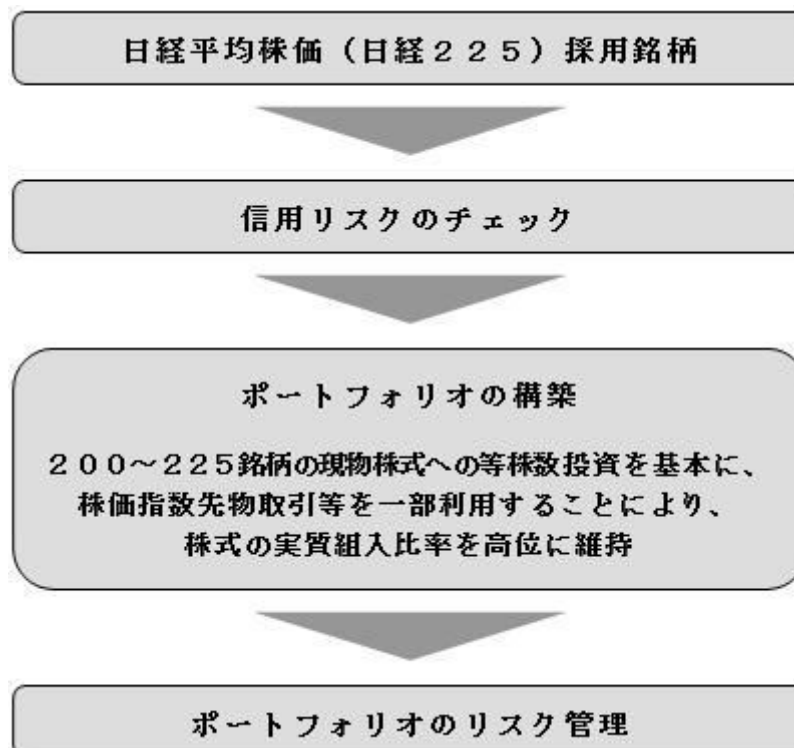 日経平均株価（日経２２５）採用銘柄
信用リスクのチェック
ポートフォリオの構築
２００～２２５銘柄の現物株式への等株数投資を基本に、
株価指数先物取引等を一部利用することにより、
株式の実質組入比率を高位に維持
ポートフォリオのリスク管理